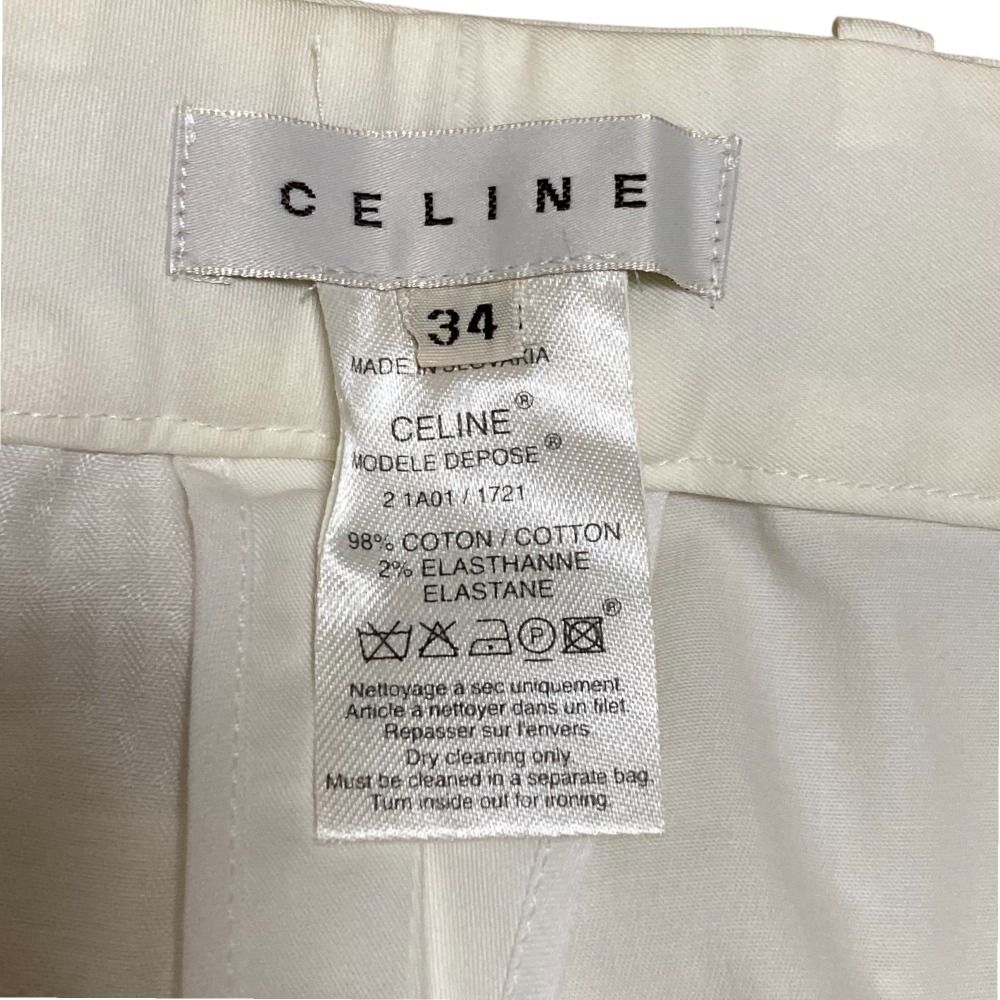 CELINE
34
MADE IN SLOVAKIA
CELINE®
MODELE DEPOSE®
2 1A01 / 1721
98% COTON / COTTON
2% ELASTHANNE
ELASTANE
P
®
Nettoyage à sec uniquement.
Article à nettoyer dans un filet.
Repasser sur l'envers
Dry cleaning only.
Must be cleaned in a separate bag.
Turn inside out for ironing.